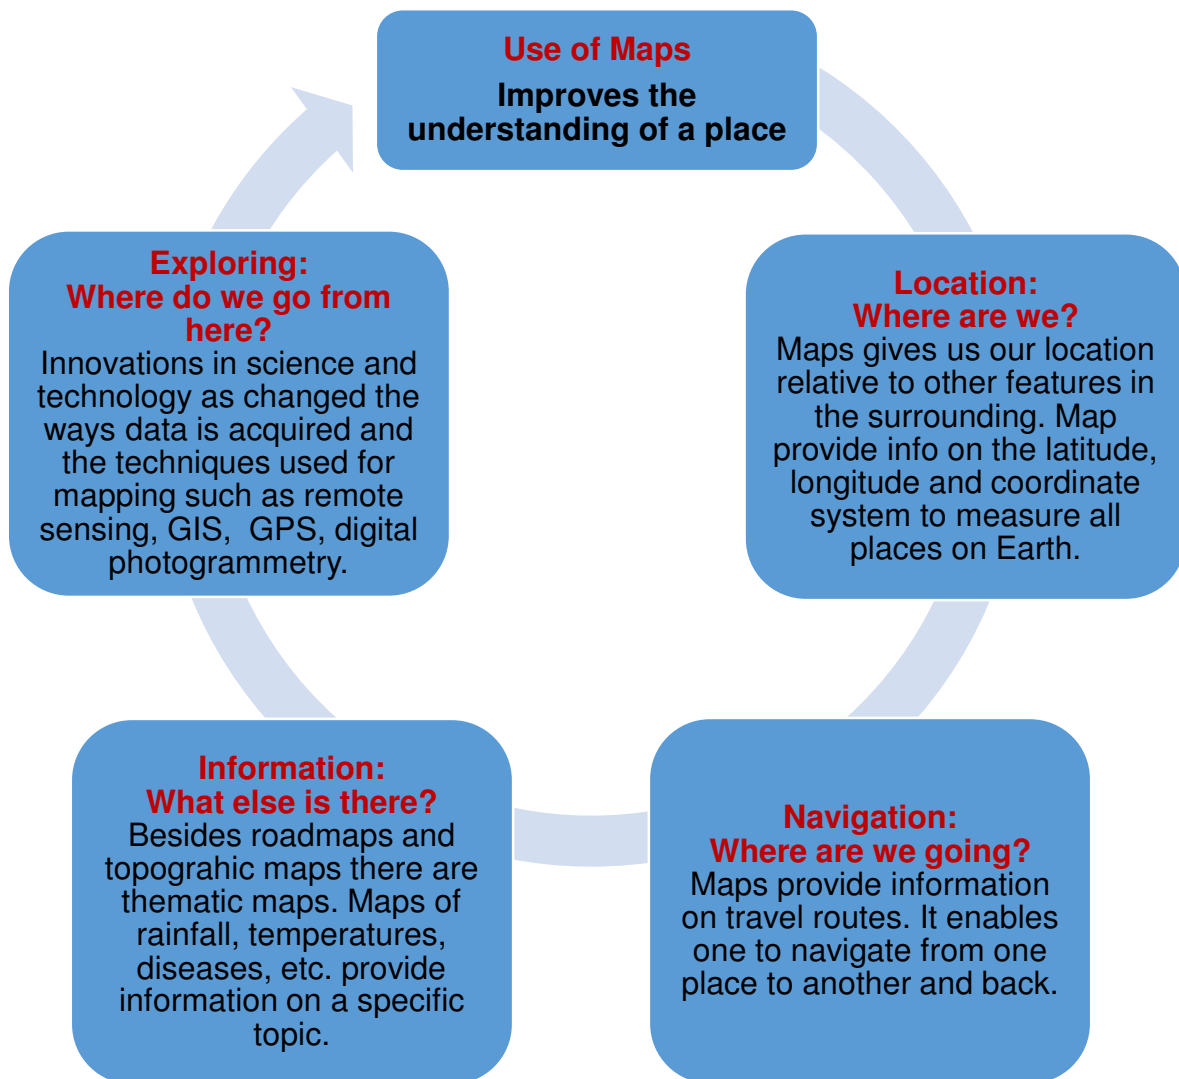 Use of Maps
Improves the
understanding of a place
Location:
Where are we?
Maps gives us our location
relative to other features in
the surrounding. Map
provide info on the latitude,
longitude and coordinate
system to measure all
places on Earth.
Navigation:
Where are we going?
Maps provide information
on travel routes. It enables
one to navigate from one
place to another and back.
Information:
What else is there?
Besides roadmaps and
topograhic maps there are
thematic maps. Maps of
rainfall, temperatures,
diseases, etc. provide
information on a specific
topic.
Exploring:
Where do we go from
here?
Innovations in science and
technology as changed the
ways data is acquired and
the techniques used for
mapping such as remote
sensing, GIS,  GPS, digital
photogrammetry.